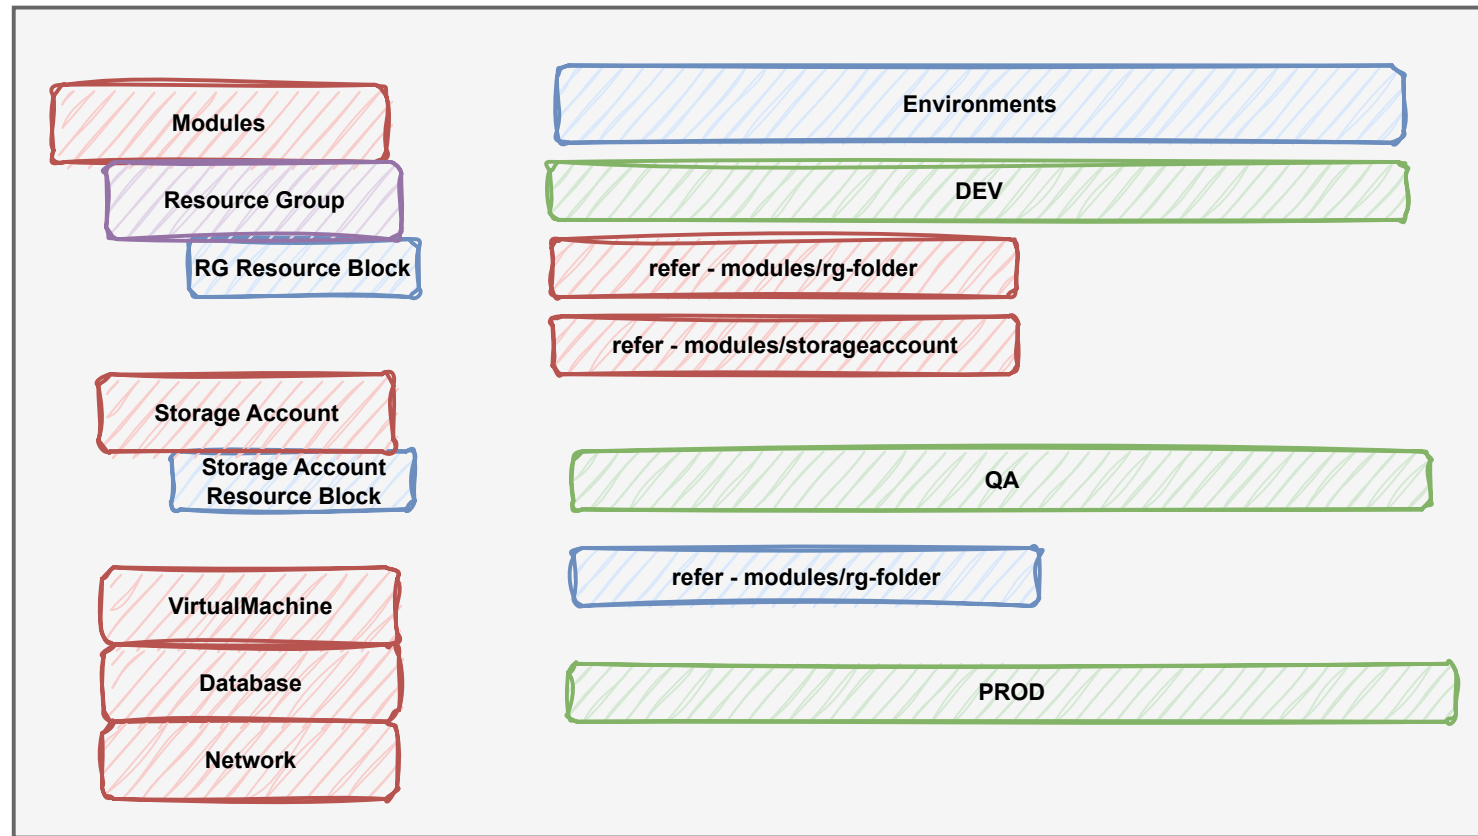 Modules
Resource Group
RG Resource Block
Storage Account
Storage Account
Resource Block
VirtualMachine
Database
Network
Environments
DEV
refer - modules/rg-folder
refer - modules/storageaccount
QA
refer - modules/rg-folder
PROD